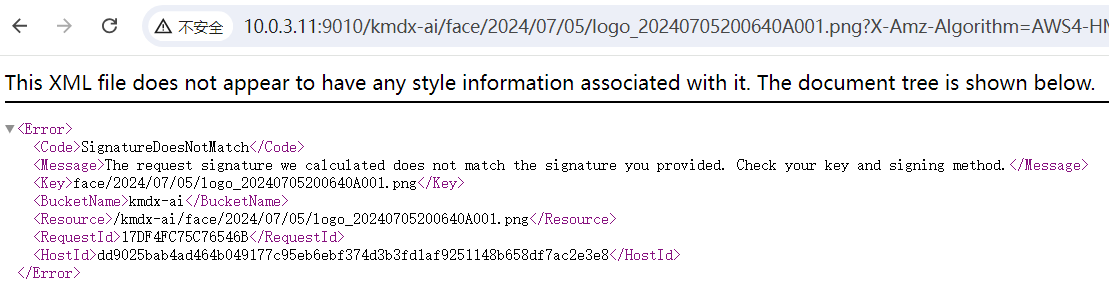 不安全 10.0.3.11:9010/kmdx-ai/face/2024/07/05/logo_20240705200640A001.png?X-Amz-Algorithm=AWS4-HM
This XML file does not appear to have any style information associated with it. The document tree is shown below.
▼<Error>
<Code>SignatureDoesNotMatch</Code>
<Message>The request signature we calculated does not match the signature you provided. Check your key and signing method.</Message>
<Key>face/2024/07/05/logo_20240705200640A001.png</Key>
<BucketName>kmdx-ai</BucketName>
<Resource>/kmdx-ai/face/2024/07/05/logo_20240705200640A001.png</Resource>
<RequestId>17DF4FC75C76546B</RequestId>
<HostId>dd9025bab4ad464b049177c95eb6ebf374d3b3fd1af9251148b658df7ac2e3e8</HostId>
</Error>